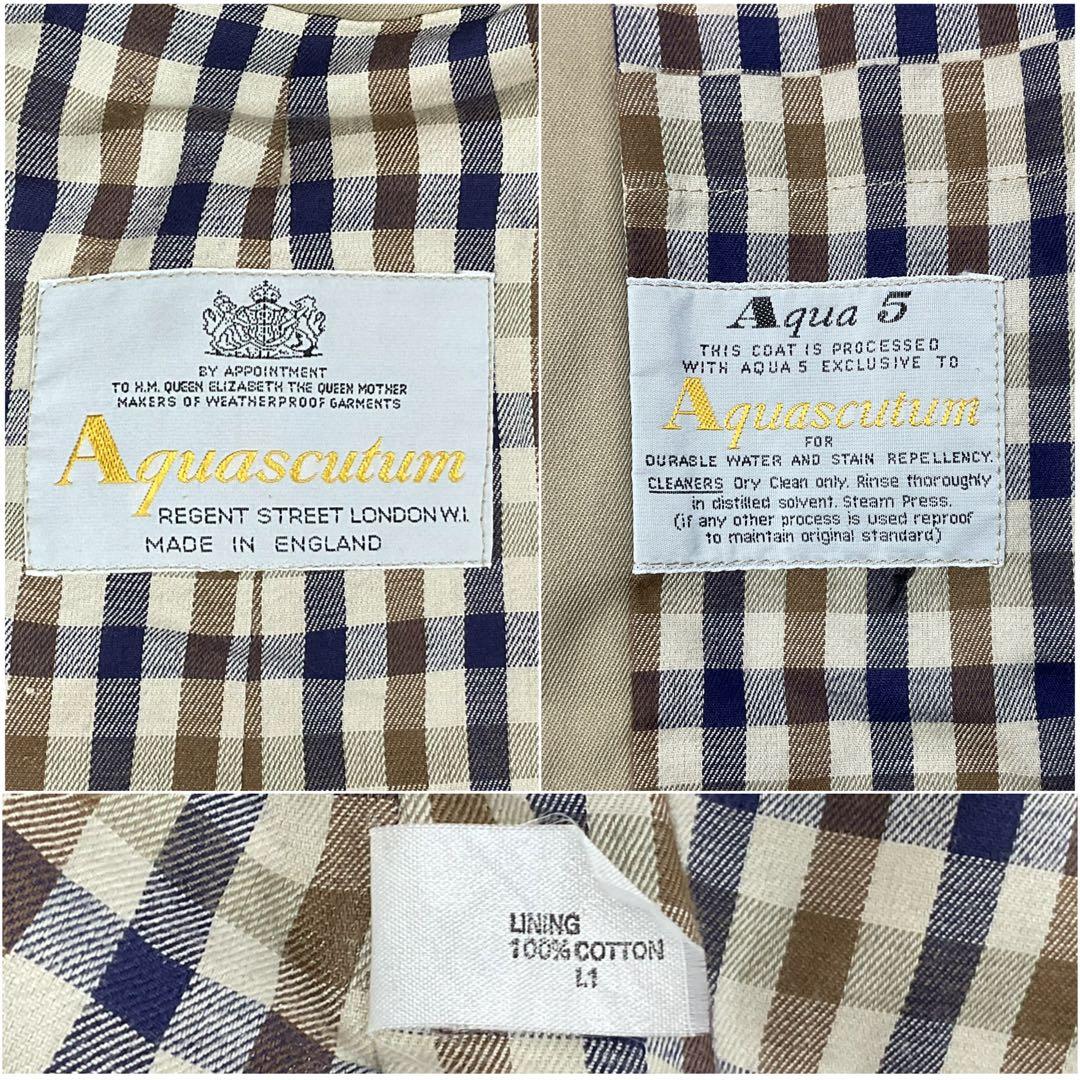 BY APPOINTMENT
TO H.M. QUEEN ELIZABETH THE QUEEN MOTHER
MAKERS OF WEATHERPROOF GARMENTS
Aquascutum
REGENT STREET LONDON W.1.
MADE IN ENGLAND
Aqua 5
THIS COAT IS PROCESSED
WITH AQUA 5 EXCLUSIVE TO
Aquascutum
FOR
DURABLE WATER AND STAIN REPELLENCY.
CLEANERS Dry Clean only. Rinse thoroughly
in distilled solvent. Steam Press.
(if any other process is used reproof
to maintain original standard)
LINING
100% COTTON
L1